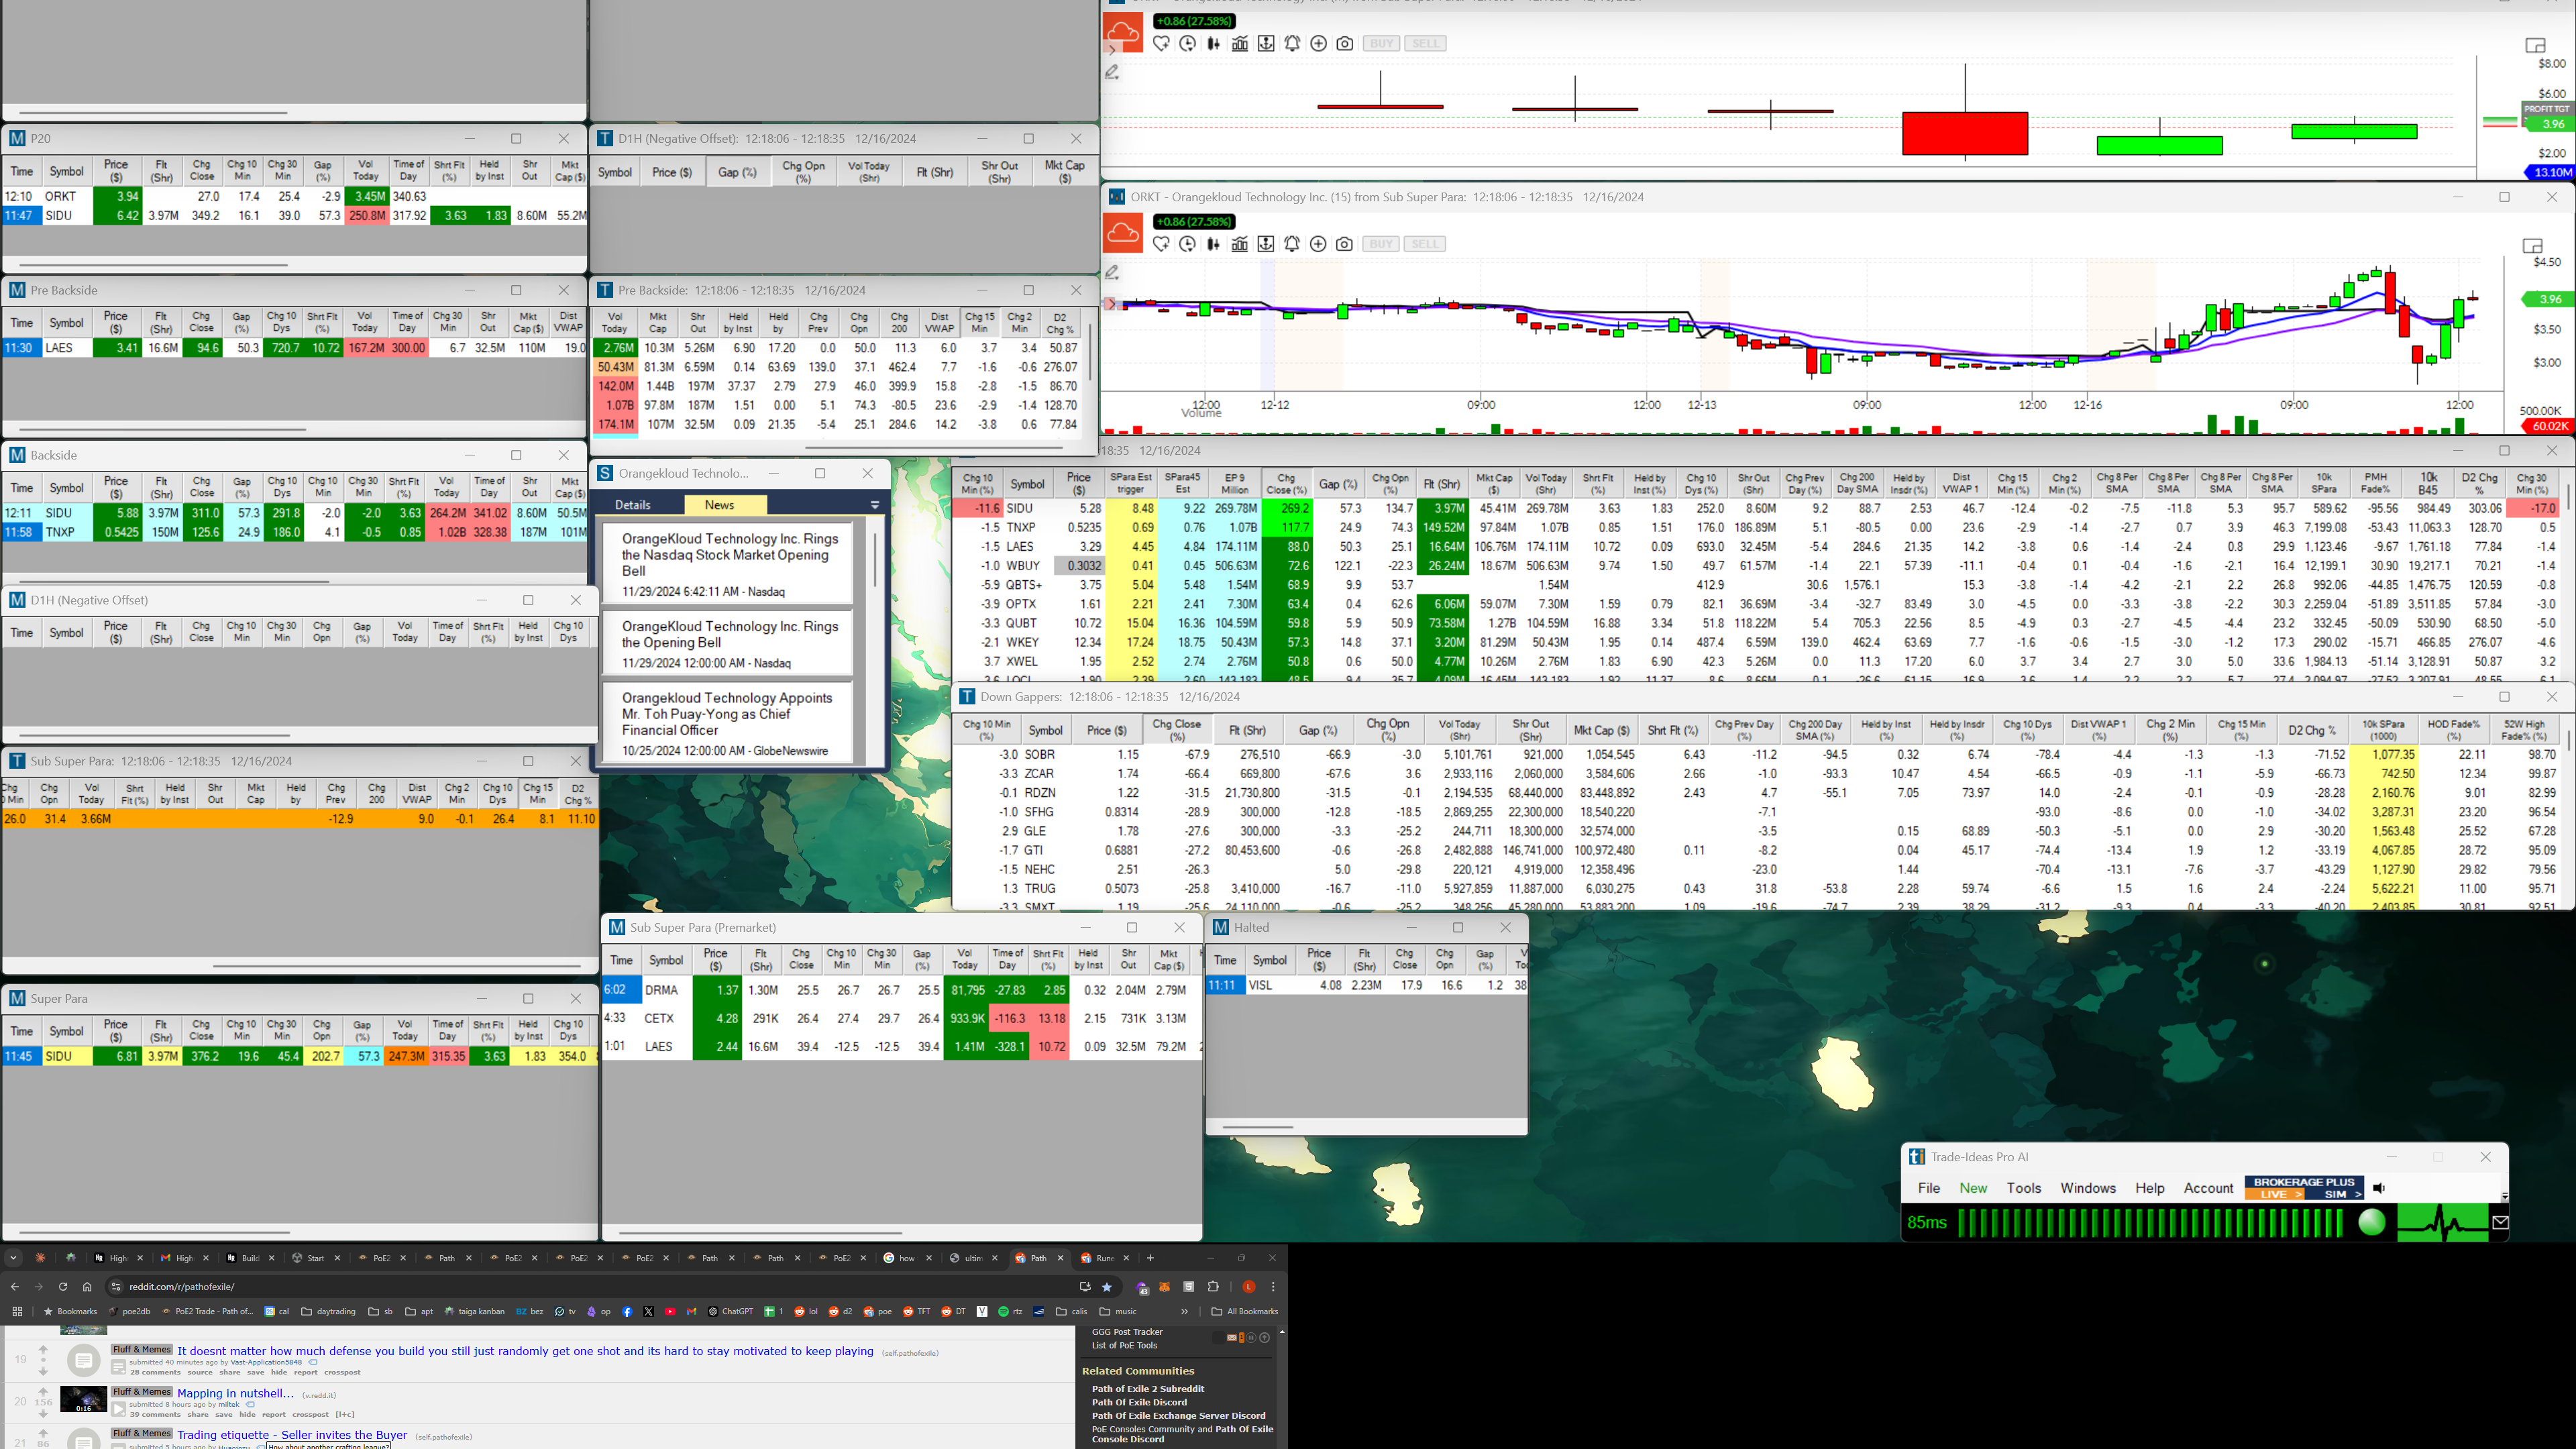 P20
Time Symbol Price ($) Flt (Shr) Chg Close Chg 10 Min Chg 30 Min Gap (%) Vol Today Time of Day Shrt Flt (%) Held by Inst Shr Out Mkt Cap ($)
12:10 ORKT 3.94 27.0 17.4 25.4 -2.9 3.45M 340.63
11:47 SIDU 6.42 3.97M 349.2 16.1 39.0 57.3 250.8M 317.92 3.63 1.83 8.60M 55.2M
D1H (Negative Offset): 12:18:06 - 12:18:35 12/16/2024
Symbol Price ($) Gap (%) Chg Opn (%) Vol Today (Shr) Flt (Shr) Shr Out (Shr) Mkt Cap ($)
+0.86 (27.58%)
BUY SELL
$8.00
$6.00
PROFIT TGT
3.96
$2.00
13.10M
ORKT - Orangekloud Technology Inc. (15) from Sub Super Para: 12:18:06 - 12:18:35 12/16/2024
+0.86 (27.58%)
BUY SELL
$4.50
3.96
$3.50
$3.00
12:00 12-12 09:00 12:00 12-13 09:00 12:00 12-16 09:00 12:00
Volume
500.00K
60.02K
Pre Backside
Time Symbol Price ($) Flt (Shr) Chg Close Gap (%) Chg 10 Dys Shrt Flt (%) Vol Today Time of Day Chg 30 Min Shr Out Mkt Cap ($) Dist VWAP
11:30 LAES 3.41 16.6M 94.6 50.3 720.7 10.72 167.2M 300.00 6.7 32.5M 110M 19.0
Pre Backside: 12:18:06 - 12:18:35 12/16/2024
Vol Today Mkt Cap Shr Out Held by Inst Held by Chg Prev Chg Opn Chg 200 Dist VWAP Chg 15 Min Chg 2 Min D2 Chg %
2.76M 10.3M 5.26M 6.90 17.20 0.0 50.0 11.3 6.0 3.7 3.4 50.87
50.43M 81.3M 6.59M 0.14 63.69 139.0 37.1 462.4 7.7 -1.6 -0.6 276.07
142.0M 1.44B 197M 37.37 2.79 27.9 46.0 399.9 15.8 -2.8 -1.5 86.70
1.07B 97.8M 187M 1.51 0.00 5.1 74.3 -80.5 23.6 -2.9 -1.4 128.70
174.1M 107M 32.5M 0.09 21.35 -5.4 25.1 284.6 14.2 -3.8 0.6 77.84
Backside
Time Symbol Price ($) Flt (Shr) Chg Close Gap (%) Chg 10 Dys Chg 10 Min Chg 30 Min Shrt Flt (%) Vol Today Time of Day Shr Out Mkt Cap ($)
12:11 SIDU 5.88 3.97M 311.0 57.3 291.8 -2.0 -2.0 3.63 264.2M 341.02 8.60M 50.5M
11:58 TNXP 0.5425 150M 125.6 24.9 186.0 4.1 -0.5 0.85 1.02B 328.38 187M 101M
D1H (Negative Offset)
Time Symbol Price ($) Flt (Shr) Chg Close Chg 10 Min Chg 30 Min Chg Opn Gap (%) Vol Today Time of Day Shrt Flt (%) Held by Inst Chg 10 Dys
Orangekloud Technolo...
Details News
OrangeKloud Technology Inc. Rings the Nasdaq Stock Market Opening Bell
11/29/2024 6:42:11 AM - Nasdaq
OrangeKloud Technology Inc. Rings the Opening Bell
11/29/2024 12:00:00 AM - Nasdaq
Orangekloud Technology Appoints Mr. Toh Puay-Yong as Chief Financial Officer
10/25/2024 12:00:00 AM - GlobeNewswire
18:35 12/16/2024
Chg 10 Min (%) Symbol Price ($) SPara Est trigger SPara45 Est EP 9 Million Chg Close (%) Gap (%) Chg Opn (%) Flt (Shr) Mkt Cap ($) Vol Today (Shr) Shrt Flt (%) Held by Inst (%) Chg 10 Dys (%) Shr Out (Shr) Chg Prev Day (%) Chg 200 Day SMA Held by Insdr (%) Dist VWAP 1 Chg 15 Min (%) Chg 2 Min (%) Chg 8 Per SMA Chg 8 Per SMA Chg 8 Per SMA Chg 8 Per SMA 10k SPara PMH Fade% 10k B45 D2 Chg % Chg 30 Min (%)
-11.6 SIDU 5.28 8.48 9.22 269.78M 269.2 57.3 134.7 3.97M 45.41M 269.78M 3.63 1.83 252.0 8.60M 9.2 88.7 2.53 46.7 -12.4 -0.2 -7.5 -11.8 5.3 95.7 589.62 -95.56 984.49 303.06 -17.0
-1.5 TNXP 0.5235 0.69 0.76 1.07B 117.7 24.9 74.3 149.52M 97.84M 1.07B 0.85 1.51 176.0 186.89M 5.1 -80.5 0.00 23.6 -2.9 -1.4 -2.7 0.7 3.9 46.3 7,199.08 -53.43 11,063.3 128.70 0.5
-1.5 LAES 3.29 4.45 4.84 174.11M 88.0 50.3 25.1 16.64M 106.76M 174.11M 10.72 0.09 693.0 32.45M -5.4 284.6 21.35 14.2 -3.8 0.6 -1.4 -2.4 0.8 29.9 1,123.46 -9.67 1,761.18 77.84 -1.4
-1.0 WBUY 0.3032 0.41 0.45 506.63M 72.6 122.1 -22.3 26.24M 18.67M 506.63M 9.74 1.50 49.7 61.57M -1.4 22.1 57.39 -11.1 -0.4 0.1 -0.4 -1.6 -2.1 16.4 12,199.1 30.90 19,217.1 70.21 -1.4
-5.9 QBTS+ 3.75 5.04 5.48 1.54M 68.9 9.9 53.7 1.54M 412.9 30.6 1,576.1 15.3 -3.8 -1.4 -4.2 -2.1 2.2 26.8 992.06 -44.85 1,476.75 120.59 -0.8
-3.9 OPTX 1.61 2.21 2.41 7.30M 63.4 0.4 62.6 6.06M 59.07M 7.30M 1.59 0.79 82.1 36.69M -3.4 -32.7 83.49 3.0 -4.5 0.0 -3.3 -3.8 -2.2 30.3 2,259.04 -51.89 3,511.85 57.84 -3.0
-3.3 QUBT 10.72 15.04 16.36 104.59M 59.8 5.9 50.9 73.58M 1.27B 104.59M 16.88 3.34 51.8 118.22M 5.4 705.3 22.56 8.5 -4.9 0.3 -2.7 -4.5 -4.4 23.2 332.45 -50.09 530.90 68.50 -5.0
-2.1 WKEY 12.34 17.24 18.75 50.43M 57.3 14.8 37.1 3.20M 81.29M 50.43M 1.95 0.14 487.4 6.59M 139.0 462.4 63.69 7.7 -1.6 -0.6 -1.5 -3.0 -1.2 17.3 290.02 -15.71 466.85 276.07 -4.6
3.7 XWEL 1.95 2.52 2.74 2.76M 50.8 0.6 50.0 4.77M 10.26M 2.76M 1.83 6.90 42.3 5.26M 0.0 11.3 17.20 6.0 3.7 3.4 2.7 3.0 5.0 33.6 1,984.13 -51.14 3,128.91 50.87 3.2
Down Gappers: 12:18:06 - 12:18:35 12/16/2024
Chg 10 Min (%) Symbol Price ($) Chg Close (%) Flt (Shr) Gap (%) Chg Opn (%) Vol Today (Shr) Shr Out (Shr) Mkt Cap ($) Shrt Flt (%) Chg Prev Day (%) Chg 200 Day SMA (%) Held by Inst (%) Held by Insdr (%) Chg 10 Dys (%) Dist VWAP 1 (%) Chg 2 Min (%) Chg 15 Min (%) D2 Chg % 10k SPara (1000) HOD Fade% (%) 52W High Fade% (%)
-3.0 SOBR 1.15 -67.9 276,510 -66.9 -3.0 5,101,761 921,000 1,054,545 6.43 -11.2 -94.5 0.32 6.74 -78.4 -4.4 -1.3 -1.3 -71.52 1,077.35 22.11 98.70
-3.3 ZCAR 1.74 -66.4 669,800 -67.6 3.6 2,933,116 2,060,000 3,584,606 2.66 -1.0 -93.3 10.47 4.54 -66.5 -0.9 -1.1 -5.9 -66.73 742.50 12.34 99.87
-0.1 RDZN 1.22 -31.5 21,730,800 -31.5 -0.1 2,194,535 68,440,000 83,448,892 2.43 4.7 -55.1 7.05 73.97 14.0 -2.4 -0.1 -0.9 -28.28 2,160.76 9.01 82.99
-1.0 SFHG 0.8314 -28.9 300,000 -12.8 -18.5 2,869,255 22,300,000 18,540,220 -7.1 -93.0 -8.6 0.0 -1.0 -34.02 3,287.31 23.20 96.54
2.9 GLE 1.78 -27.6 300,000 -3.3 -25.2 244,711 18,300,000 32,574,000 -3.5 0.15 68.89 -50.3 -5.1 0.0 2.9 -30.20 1,563.48 25.52 67.28
-1.7 GTI 0.6881 -27.2 80,453,600 -0.6 -26.8 2,482,888 146,741,000 100,972,480 0.11 -8.2 0.04 45.17 -74.4 -13.4 1.9 1.2 -33.19 4,067.85 28.72 95.09
-1.5 NEHC 2.51 -26.3 5.0 -29.8 220,121 4,919,000 12,358,496 -23.0 1.44 -70.4 -13.1 -7.6 -3.7 -43.29 1,127.90 29.82 79.56
1.3 TRUG 0.5073 -25.8 3,410,000 -16.7 -11.0 5,927,859 11,887,000 6,030,275 0.43 31.8 -53.8 2.28 59.74 -6.6 1.5 1.6 2.4 -2.24 5,622.21 11.00 95.71
-3.3 SMXT 1.19 -25.6 24,110,000 -0.6 -25.2 348,256 45,280,000 53,883,200 1.09 -19.6 -74.7 2.39 38.29 -31.2 -9.3 0.4 -3.3 -40.20 2,403.85 30.81 92.51
Sub Super Para: 12:18:06 - 12:18:35 12/16/2024
Chg 0 Min Chg Opn Vol Today Shrt Flt (%) Held by Inst Shr Out Mkt Cap Held by Chg Prev Chg 200 Dist VWAP Chg 2 Min Chg 10 Dys Chg 15 Min D2 Chg %
26.0 31.4 3.66M -12.9 9.0 -0.1 26.4 8.1 11.10
Super Para
Time Symbol Price ($) Flt (Shr) Chg Close Chg 10 Min Chg 30 Min Chg Opn Gap (%) Vol Today Time of Day Shrt Flt (%) Held by Inst Chg 10 Dys
11:45 SIDU 6.81 3.97M 376.2 19.6 45.4 202.7 57.3 247.3M 315.35 3.63 1.83 354.0
Sub Super Para (Premarket)
Time Symbol Price ($) Flt (Shr) Chg Close Chg 10 Min Chg 30 Min Gap (%) Vol Today Time of Day Shrt Flt (%) Held by Inst Shr Out Mkt Cap ($)
6:02 DRMA 1.37 1.30M 25.5 26.7 26.7 25.5 81,795 -27.83 2.85 0.32 2.04M 2.79M
4:33 CETX 4.28 291K 26.4 27.4 29.7 26.4 933.9K -116.3 13.18 2.15 731K 3.13M
1:01 LAES 2.44 16.6M 39.4 -12.5 -12.5 39.4 1.41M -328.1 10.72 0.09 32.5M 79.2M
Halted
Time Symbol Price ($) Flt (Shr) Chg Close Chg Opn Gap (%)
11:11 VISL 4.08 2.23M 17.9 16.6 1.2 38
Trade-Ideas Pro AI
File New Tools Windows Help Account BROKERAGE PLUS
LIVE > SIM >
85ms
High Gmail High Build Start PoE2 Path PoE2 PoE2 PoE2 Path Path PoE2 how ultim Path Rune
reddit.com/r/pathofexile/
Bookmarks poe2db PoE2 Trade - Path of... cal daytrading sb apt taiga kanban BZ bez tv op ChatGPT 1 lol d2 poe TFT DT rtz calis music » All Bookmarks
19 Fluff & Memes It doesnt matter how much defense you build you still just randomly get one shot and its hard to stay motivated to keep playing (self.pathofexile)
submitted 40 minutes ago by Vast-Application5848
28 comments source share save hide report crosspost
20 156 0:16 Fluff & Memes Mapping in nutshell... (v.redd.it)
submitted 8 hours ago by miltek
39 comments share save hide report crosspost [l+c]
21 86 Fluff & Memes Trading etiquette - Seller invites the Buyer (self.pathofexile)
How about another crafting league?
GGG Post Tracker
List of PoE Tools
Related Communities
Path of Exile 2 Subreddit
Path Of Exile Discord
Path Of Exile Exchange Server Discord
PoE Consoles Community and Path Of Exile Console Discord